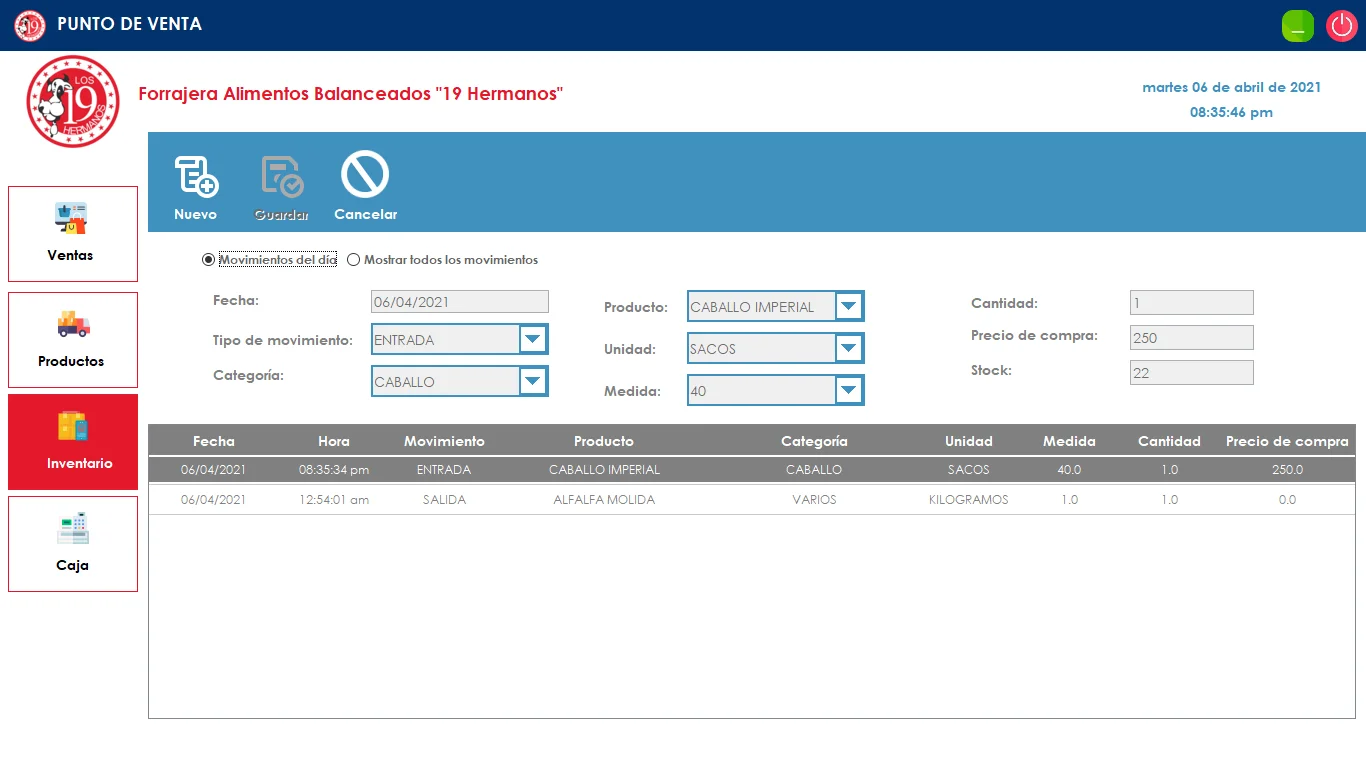 PUNTO DE VENTA
LOS
19
HERMANOS
Forrajera Alimentos Balanceados "19 Hermanos"
martes 06 de abril de 2021
08:35:46 pm
Nuevo
Guardar
Cancelar
Ventas
Productos
Inventario
Caja
Movimientos del día
Mostrar todos los movimientos
Fecha: 06/04/2021
Tipo de movimiento: ENTRADA
Categoría: CABALLO
Producto: CABALLO IMPERIAL
Unidad: SACOS
Medida: 40
Cantidad: 1
Precio de compra: 250
Stock: 22
Fecha Hora Movimiento Producto Categoría Unidad Medida Cantidad Precio de compra
06/04/2021 08:35:34 pm ENTRADA CABALLO IMPERIAL CABALLO SACOS 40.0 1.0 250.0
06/04/2021 12:54:01 am SALIDA ALFALFA MOLIDA VARIOS KILOGRAMOS 1.0 1.0 0.0